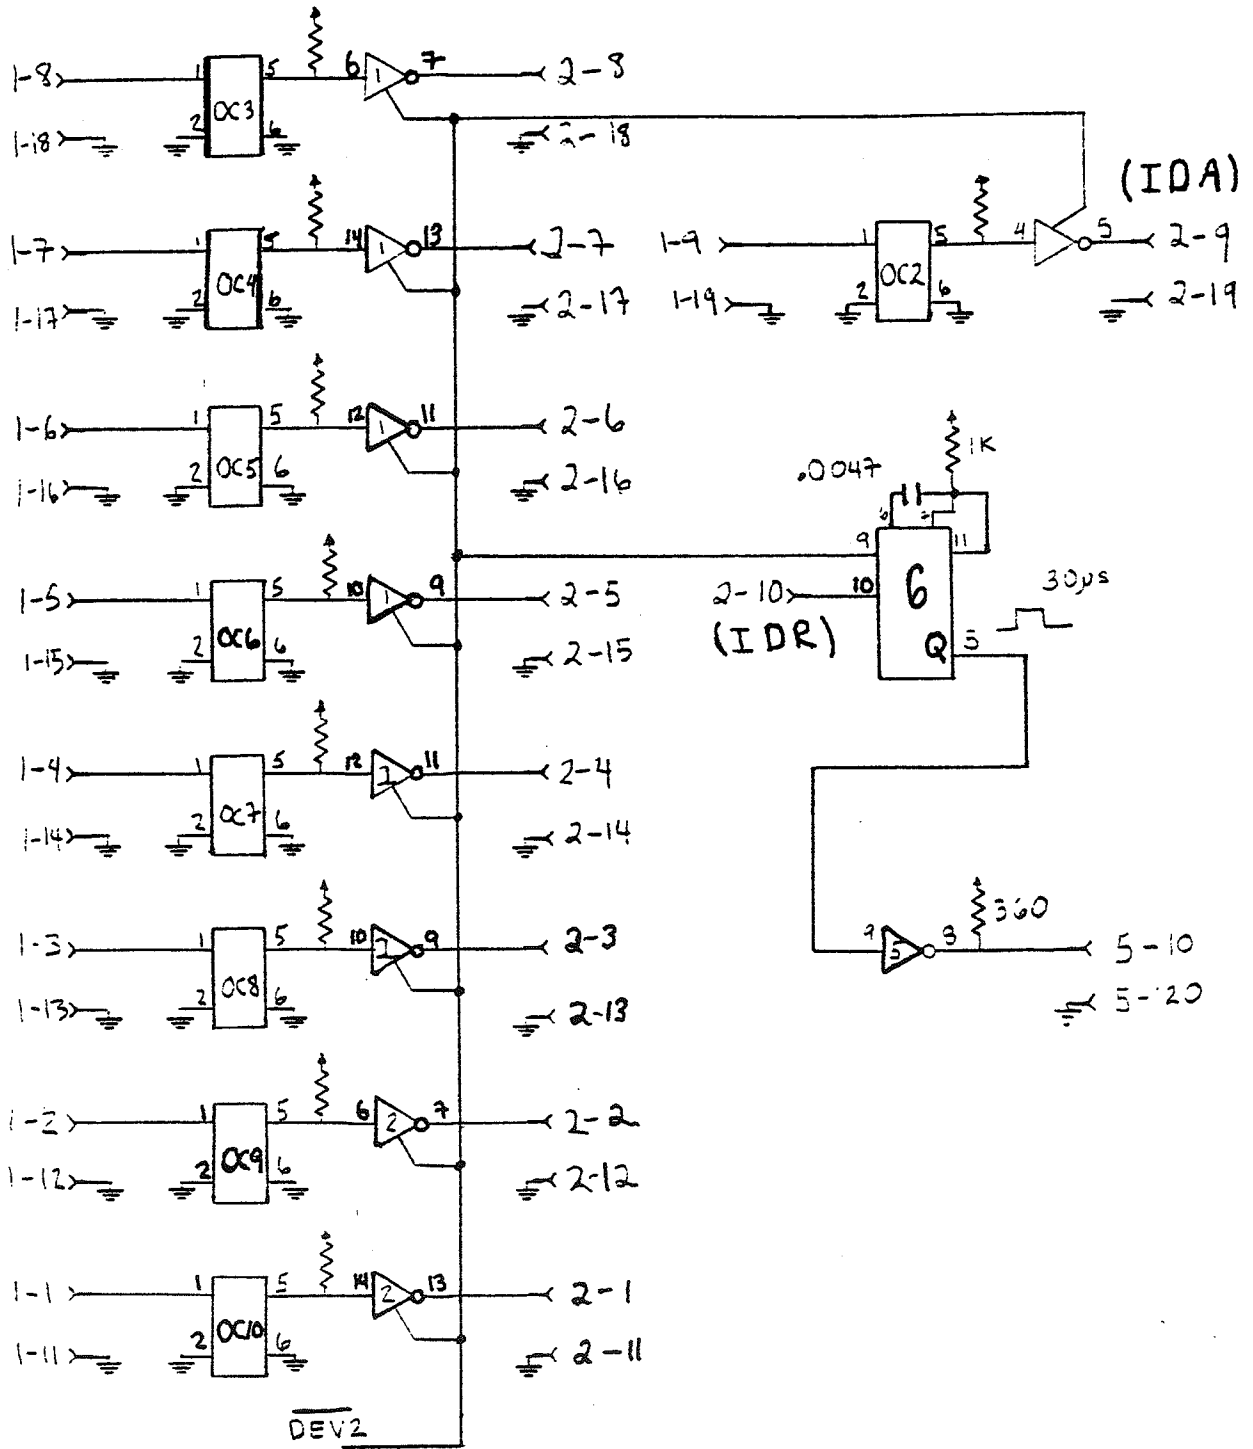 1-8 1 OC3 5 6 1 7 2-8
1-18 2 6 2-18
(IDA)
1-7 1 OC4 5 14 1 13 2-7
1-17 2 6 2-17
1-9 1 OC2 5 4 5 2-9
1-19 2 6 2-19
1-6 1 OC5 5 12 1 11 2-6
1-16 2 6 2-16
1K
.0047
6
9 11
6
2-10 10
(IDR)
Q 5
30µs
1-5 1 OC6 5 10 1 9 2-5
1-15 2 6 2-15
1-4 1 OC7 5 12 2 11 2-4
1-14 2 6 2-14
1-3 1 OC8 5 10 2 9 2-3
1-13 2 6 2-13
360
9 5 8 5-10
5-20
1-2 1 OC9 5 6 2 7 2-2
1-12 2 6 2-12
1-1 1 OC10 5 14 2 13 2-1
1-11 2 6 2-11
DEV2